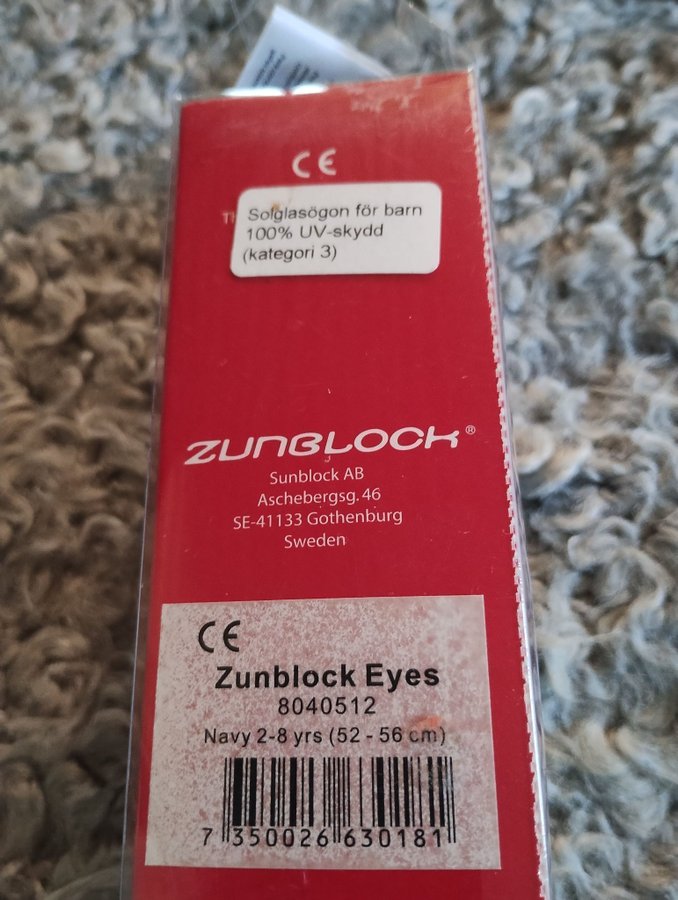 CE
Solglasögon för barn
100% UV-skydd
(kategori 3)
ZUNBLOCK®
Sunblock AB
Aschebergsg. 46
SE-41133 Gothenburg
Sweden
CE
Zunblock Eyes
8040512
Navy 2-8 yrs (52 - 56 cm)
7 350026 630181